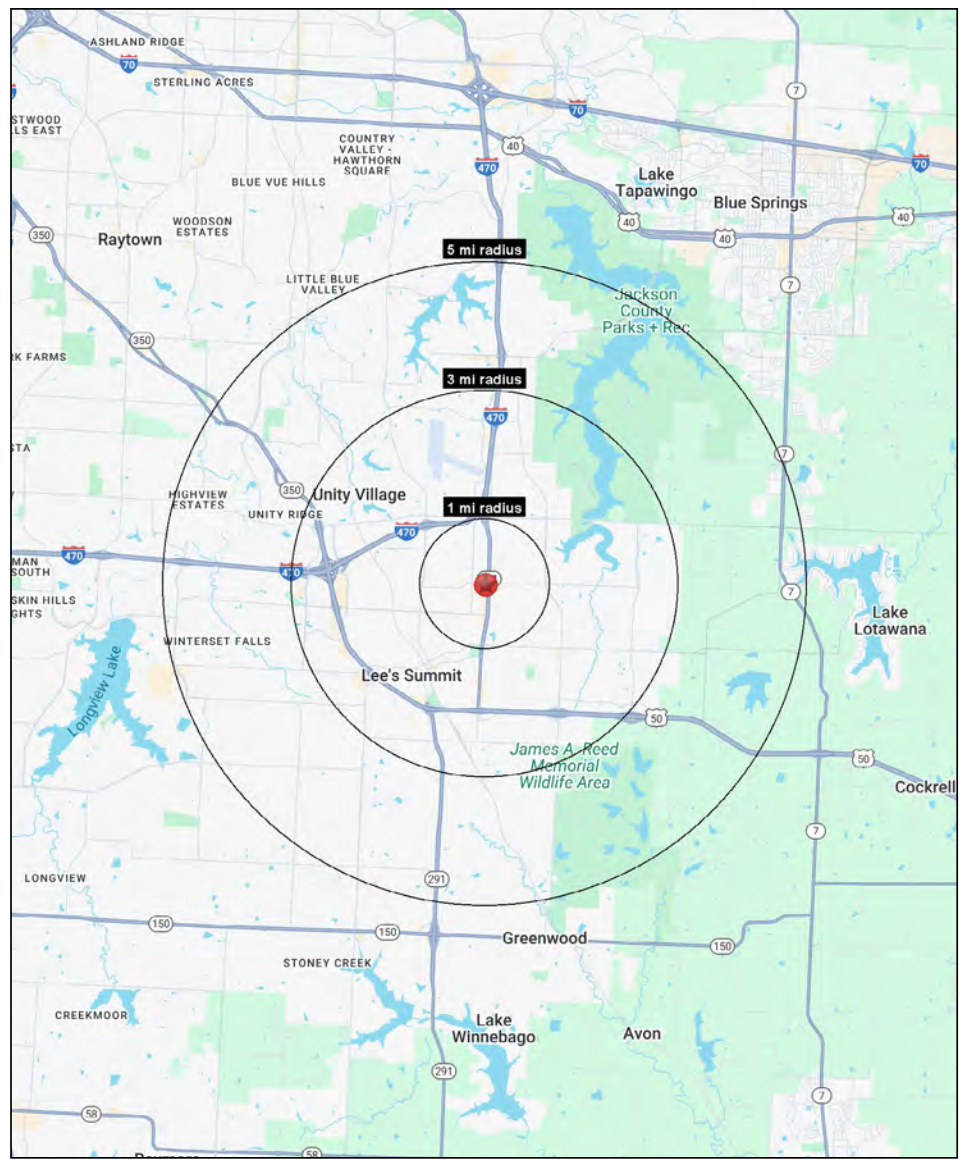 ASHLAND RIDGE
70
STERLING ACRES
70
7
STWOOD
LLS EAST
COUNTRY
VALLEY -
HAWTHORN
SQUARE
40
470
70
BLUE VUE HILLS
Lake
Tapawingo
Blue Springs
WOODSON
ESTATES
350
Raytown
40
40
40
5 mi radius
LITTLE BLUE
VALLEY
7
Jackson
County
Parks + Rec
350
RK FARMS
3 mi radius
470
STA
7
350
Unity Village
HIGHVIEW
ESTATES
1 mi radius
UNITY RIDGE
470
470
470
MAN
SOUTH
7
SKIN HILLS
GHTS
Lake
Lotawana
WINTERSET FALLS
Longview Lake
Lee's Summit
50
James A. Reed
Memorial
Wildlife Area
50
Cockrell
7
LONGVIEW
291
150
150
Greenwood
150
STONEY CREEK
CREEKMOOR
Lake
Winnebago
Avon
291
7
58
58